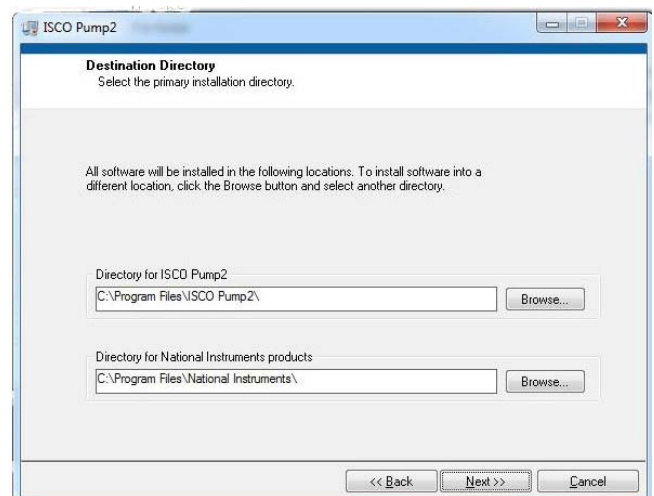 ISCO Pump2
Destination Directory
Select the primary installation directory.
All software will be installed in the following locations. To install software into a
different location, click the Browse button and select another directory.
Directory for ISCO Pump2
C:\Program Files\ISCO Pump2\
Browse...
Directory for National Instruments products
C:\Program Files\National Instruments\
Browse...
<< Back
Next >>
Cancel